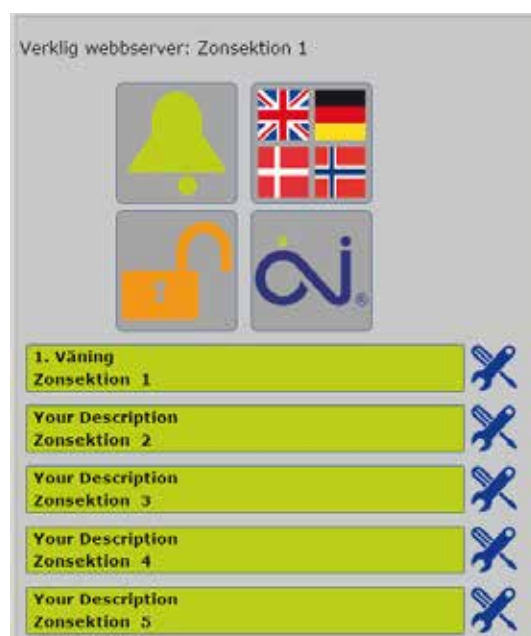 Verklig webbserver: Zonsektion 1
OJ®
1. Våning
Zonsektion 1
Your Description
Zonsektion 2
Your Description
Zonsektion 3
Your Description
Zonsektion 4
Your Description
Zonsektion 5